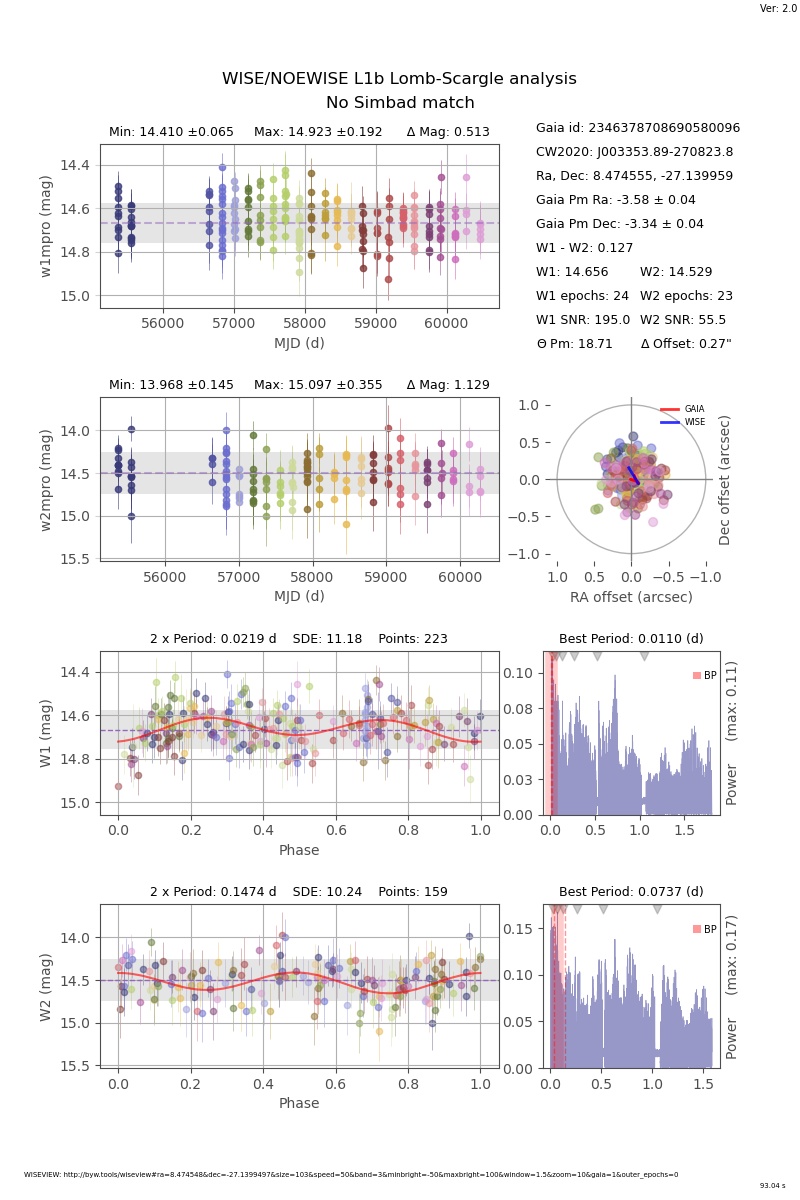 Ver: 2.0
WISE/NOEWISE L1b Lomb-Scargle analysis
No Simbad match
Min: 14.410 ±0.065 Max: 14.923 ±0.192 Δ Mag: 0.513
w1mpro (mag)
14.4
14.6
14.8
15.0
56000 57000 58000 59000 60000
MJD (d)
Gaia id: 2346378708690580096
CW2020: J003353.89-270823.8
Ra, Dec: 8.474555, -27.139959
Gaia Pm Ra: -3.58 ± 0.04
Gaia Pm Dec: -3.34 ± 0.04
W1 - W2: 0.127
W1: 14.656 W2: 14.529
W1 epochs: 24 W2 epochs: 23
W1 SNR: 195.0 W2 SNR: 55.5
Θ Pm: 18.71 Δ Offset: 0.27"
Min: 13.968 ±0.145 Max: 15.097 ±0.355 Δ Mag: 1.129
w2mpro (mag)
14.0
14.5
15.0
15.5
56000 57000 58000 59000 60000
MJD (d)
GAIA
WISE
1.0
0.5
0.0
−0.5
−1.0
1.0 0.5 0.0 −0.5 −1.0
RA offset (arcsec)
Dec offset (arcsec)
2 x Period: 0.0219 d SDE: 11.18 Points: 223
W1 (mag)
14.4
14.6
14.8
15.0
0.0 0.2 0.4 0.6 0.8 1.0
Phase
Best Period: 0.0110 (d)
BP
0.10
0.08
0.05
0.03
0.00
0.0 0.5 1.0 1.5
Power (max: 0.11)
2 x Period: 0.1474 d SDE: 10.24 Points: 159
W2 (mag)
14.0
14.5
15.0
15.5
0.0 0.2 0.4 0.6 0.8 1.0
Phase
Best Period: 0.0737 (d)
BP
0.15
0.10
0.05
0.00
0.0 0.5 1.0 1.5
Power (max: 0.17)
WISEVIEW: http://byw.tools/wiseview#ra=8.474548&dec=-27.1399497&size=103&speed=50&band=3&minbright=-50&maxbright=100&window=1.5&zoom=10&gaia=1&outer_epochs=0
93.04 s